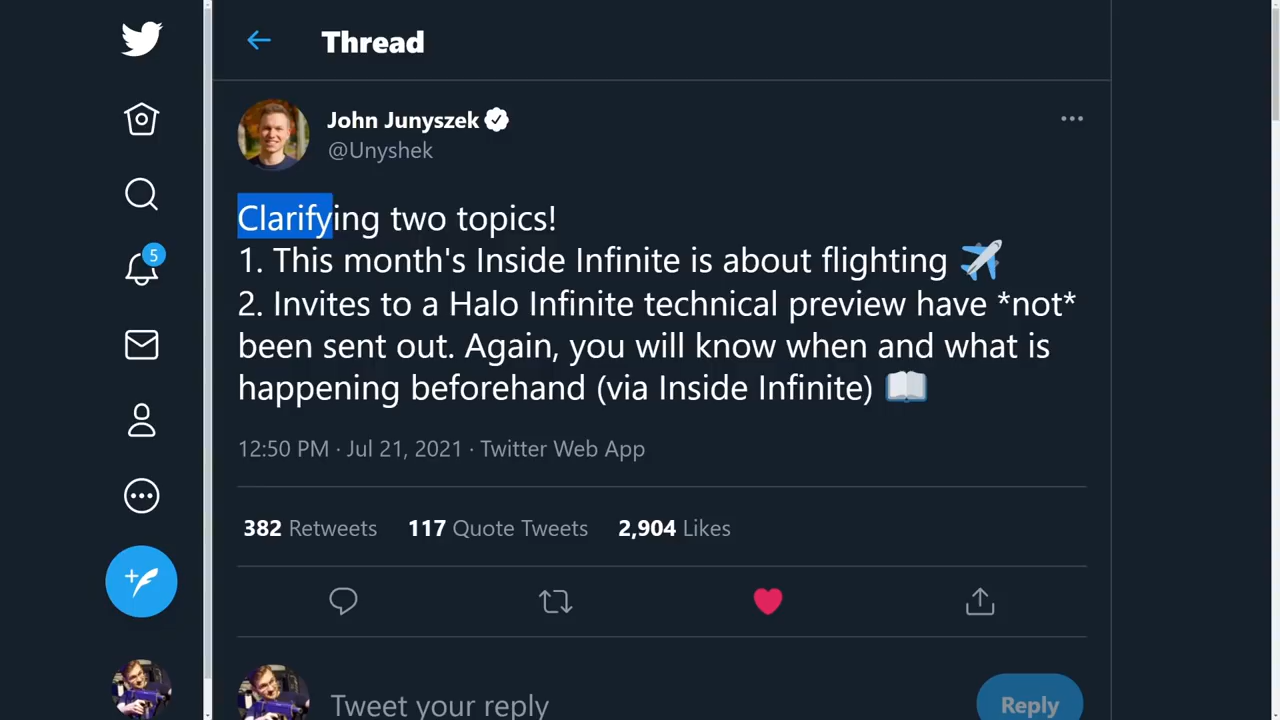 Thread
John Junyszek
@Unyshek
Clarifying two topics!
1. This month's Inside Infinite is about flighting ✈️
2. Invites to a Halo Infinite technical preview have *not*
been sent out. Again, you will know when and what is
happening beforehand (via Inside Infinite) 📖
5
12:50 PM · Jul 21, 2021 · Twitter Web App
382 Retweets 117 Quote Tweets 2,904 Likes
Tweet your reply
Reply